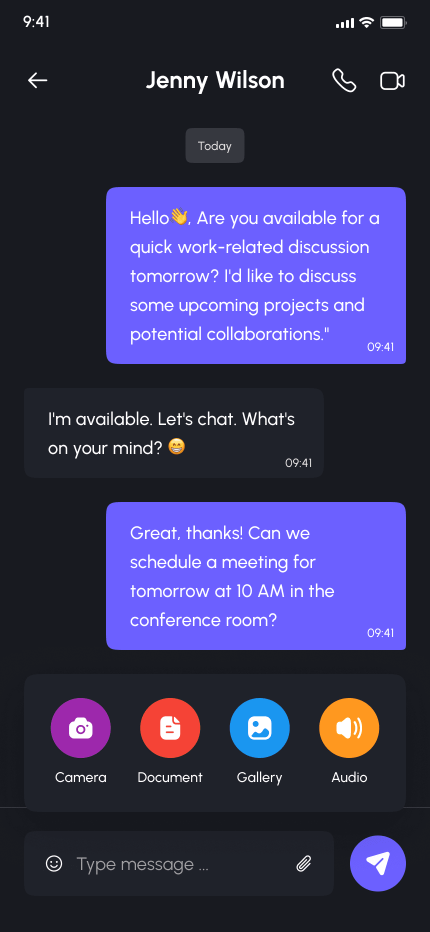 9:41
Jenny Wilson
Today
Hello👋, Are you available for a
quick work-related discussion
tomorrow? I'd like to discuss
some upcoming projects and
potential collaborations."
09:41
I'm available. Let's chat. What's
on your mind? 😁
09:41
Great, thanks! Can we
schedule a meeting for
tomorrow at 10 AM in the
conference room?
09:41
Camera Document Gallery Audio
Type message ...